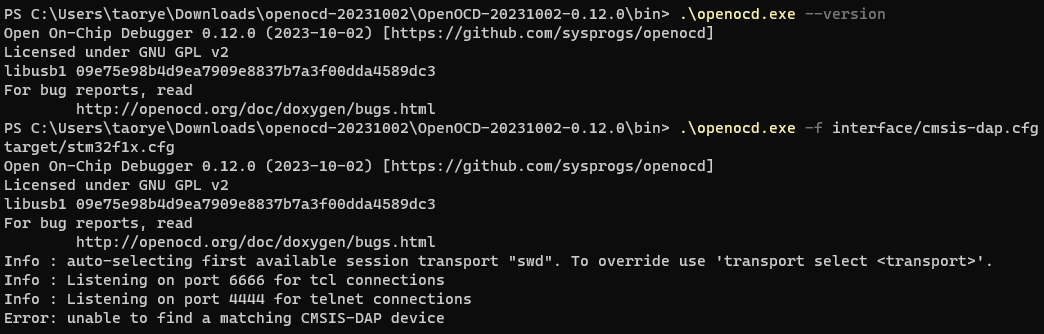 PS C:\Users\taorye\Downloads\openocd-20231002\OpenOCD-20231002-0.12.0\bin> .\openocd.exe --version
Open On-Chip Debugger 0.12.0 (2023-10-02) [https://github.com/sysprogs/openocd]
Licensed under GNU GPL v2
libusb1 09e75e98b4d9ea7909e8837b7a3f00dda4589dc3
For bug reports, read
        http://openocd.org/doc/doxygen/bugs.html
PS C:\Users\taorye\Downloads\openocd-20231002\OpenOCD-20231002-0.12.0\bin> .\openocd.exe -f interface/cmsis-dap.cfg
target/stm32f1x.cfg
Open On-Chip Debugger 0.12.0 (2023-10-02) [https://github.com/sysprogs/openocd]
Licensed under GNU GPL v2
libusb1 09e75e98b4d9ea7909e8837b7a3f00dda4589dc3
For bug reports, read
        http://openocd.org/doc/doxygen/bugs.html
Info : auto-selecting first available session transport "swd". To override use 'transport select <transport>'.
Info : Listening on port 6666 for tcl connections
Info : Listening on port 4444 for telnet connections
Error: unable to find a matching CMSIS-DAP device